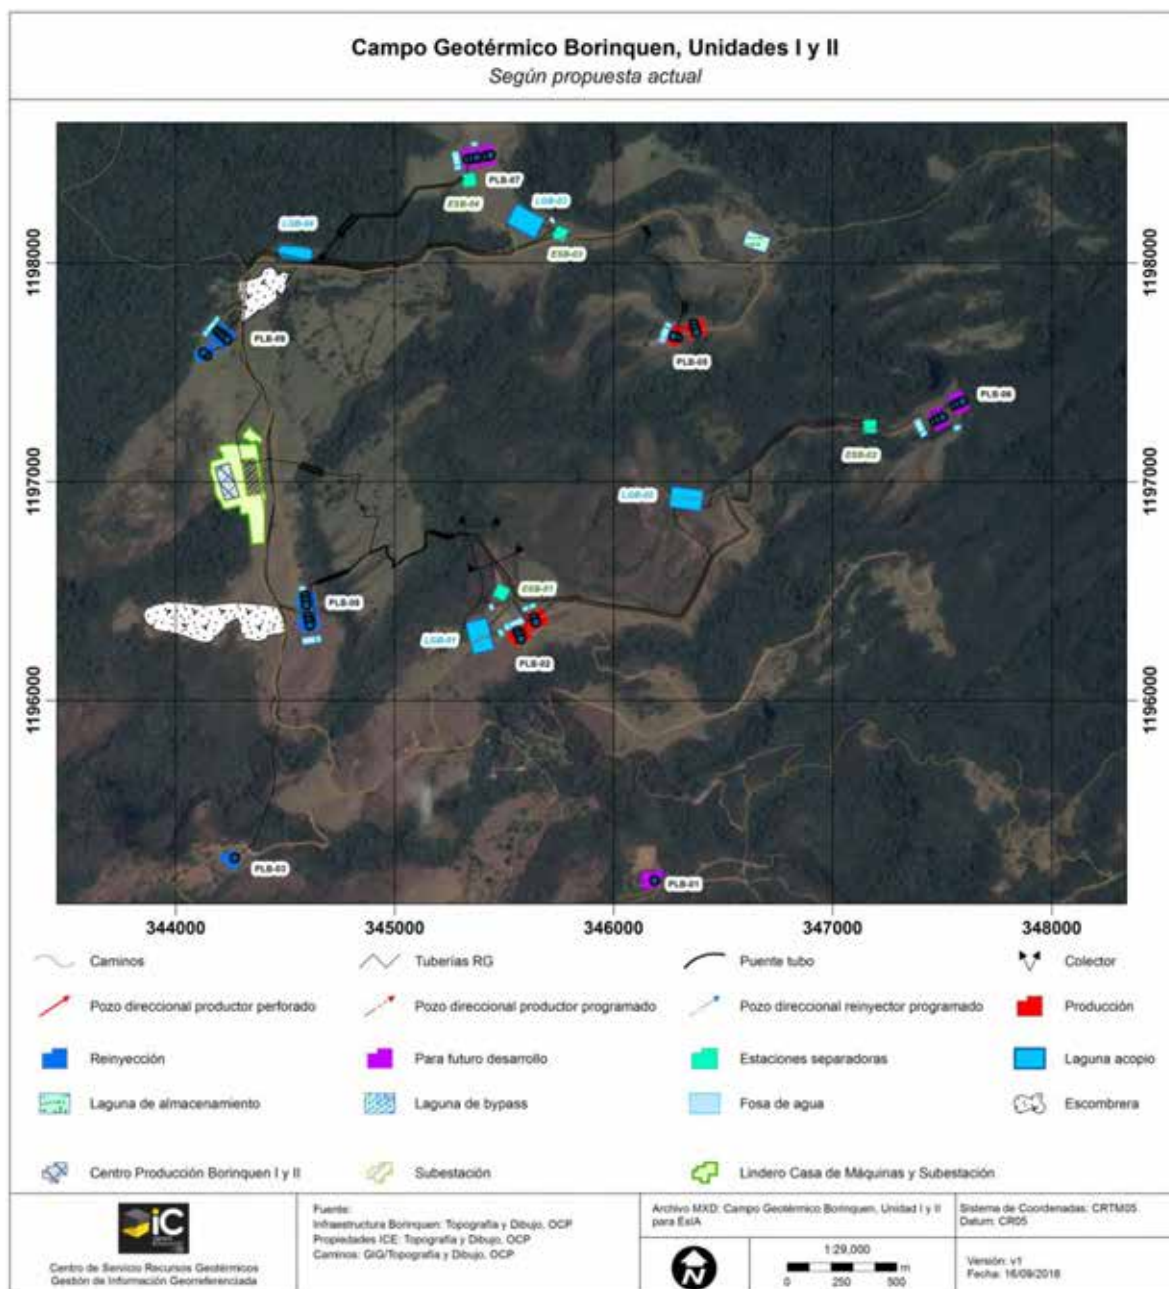 Campo Geotérmico Borinquen, Unidades I y II
Según propuesta actual
PLB-07
ESB-04
LGB-03
LGB-04
ESB-03
1198000
1198000
PLB-09
PLB-05
PLB-06
ESB-02
1197000
1197000
LGB-02
ESB-01
PLB-08
LGB-01
PLB-02
1196000
1196000
PLB-03
PLB-01
344000
345000
346000
347000
348000
Caminos
Tuberías RG
Puente tubo
Colector
Pozo direccional productor perforado
Pozo direccional productor programado
Pozo direccional reinyector programado
Producción
Reinyección
Para futuro desarrollo
Estaciones separadoras
Laguna acopio
Laguna de almacenamiento
Laguna de bypass
Fosa de agua
Escombrera
Centro Producción Borinquen I y II
Subestación
Lindero Casa de Máquinas y Subestación
iC
Centro de Servicio Recursos Geotérmicos
Gestión de Información Georreferenciada
Fuente:
Infraestructura Borinquen: Topografía y Dibujo, OCP
Propiedades ICE: Topografía y Dibujo, OCP
Caminos: GIG/Topografía y Dibujo, OCP
Archivo MXD: Campo Geotérmico Borinquen, Unidad I y II
para EsIA
N
1:29,000
m
0 250 500
Sistema de Coordenadas: CRTM05
Datum: CR05
Versión: v1
Fecha: 16/09/2018